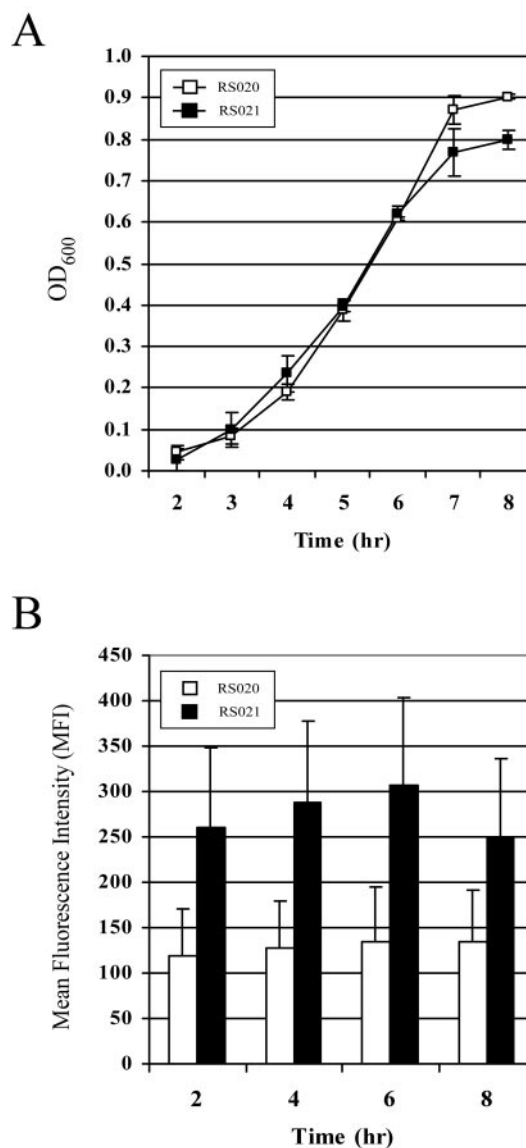 A
1.0
0.9
0.8
0.7
0.6
0.5
0.4
0.3
0.2
0.1
0.0
OD600
RS020
RS021
2 3 4 5 6 7 8
Time (hr)
B
450
400
350
300
250
200
150
100
50
0
Mean Fluorescence Intensity (MFI)
RS020
RS021
2 4 6 8
Time (hr)